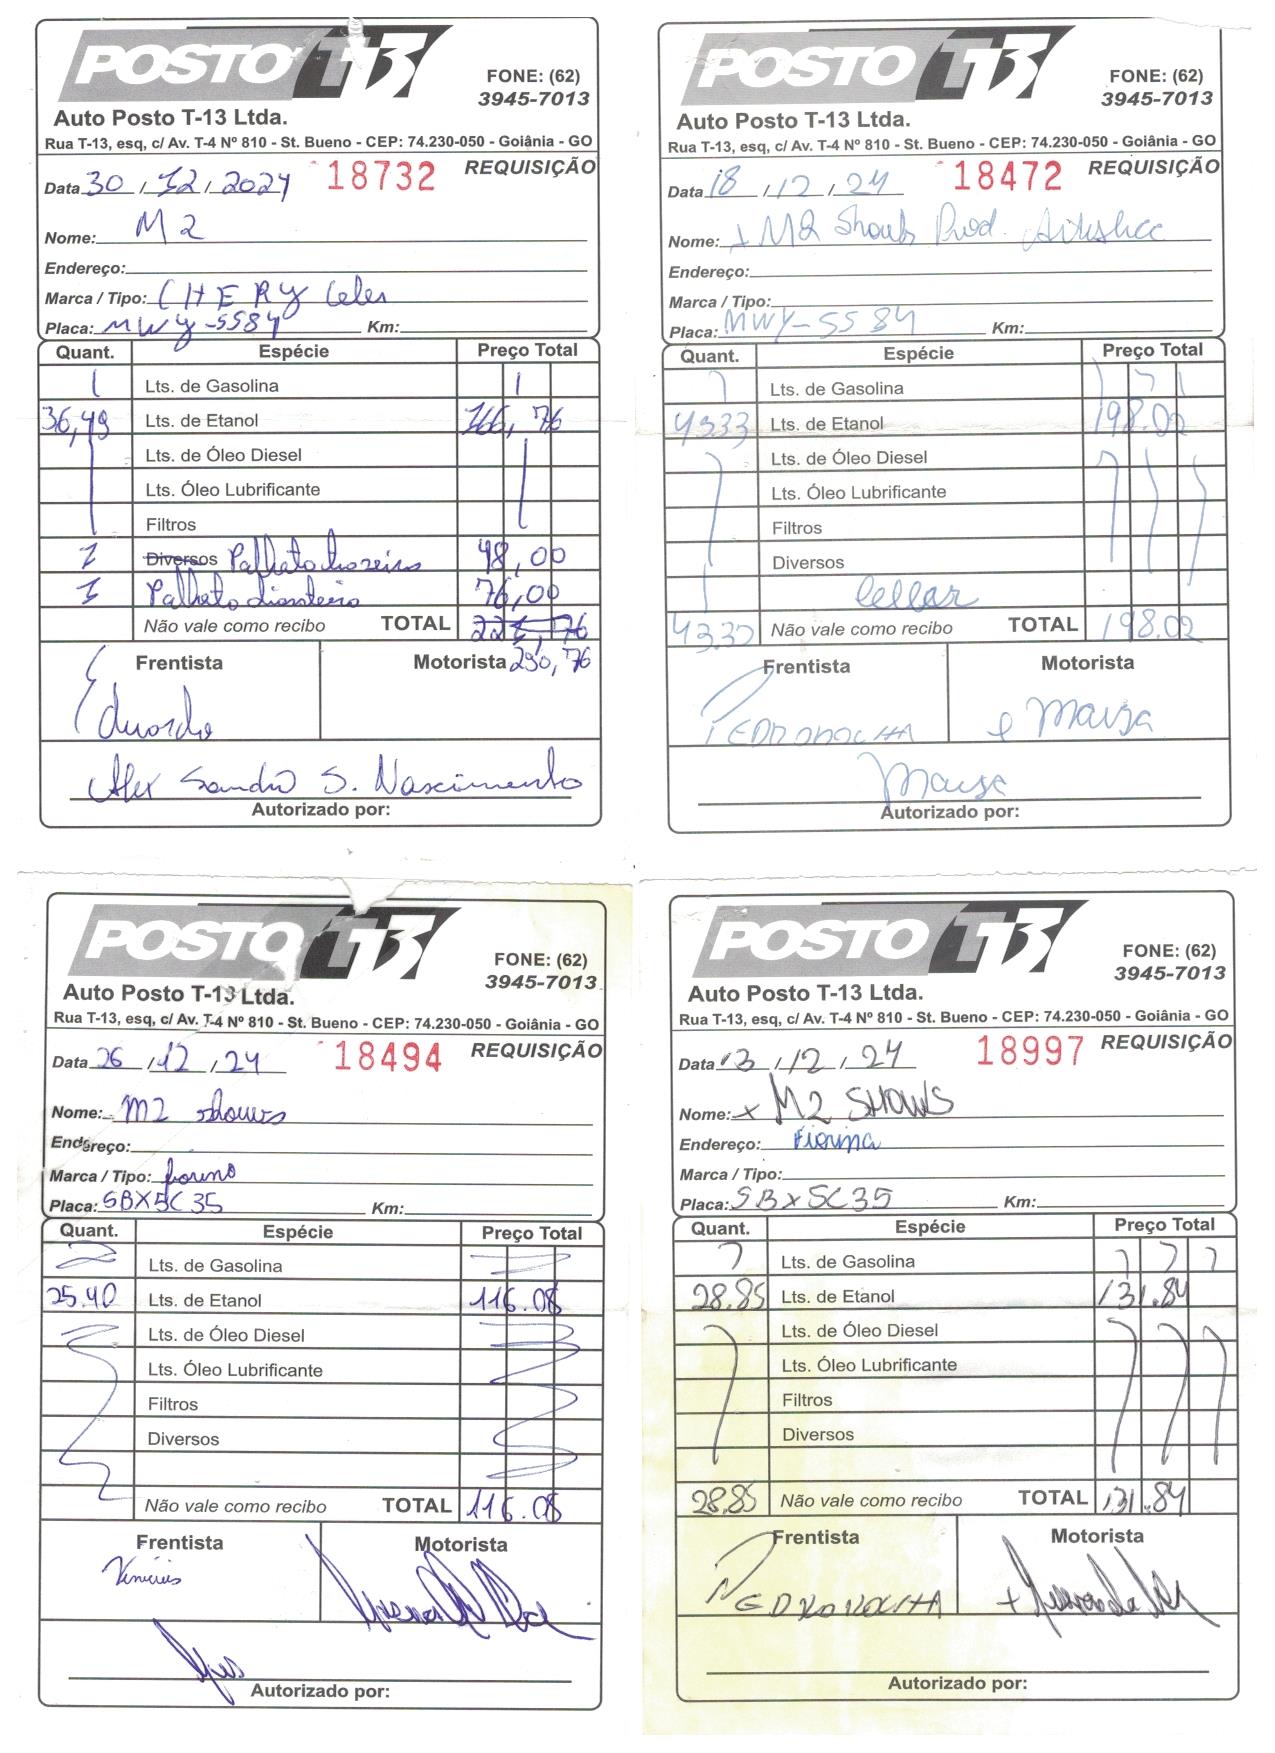 POSTO T-13
FONE: (62)
3945-7013
Auto Posto T-13 Ltda.
Rua T-13, esq, c/ Av. T-4 Nº 810 - St. Bueno - CEP: 74.230-050 - Goiânia - GO
Data 30 / 12 / 2024 18732 REQUISIÇÃO
Nome: M2
Endereço:
Marca / Tipo: CHERY Celer
Placa: MWY-5584 Km:
Quant. Espécie Preço Total
Lts. de Gasolina
36,49 Lts. de Etanol 166,76
Lts. de Óleo Diesel
Lts. Óleo Lubrificante
Filtros
1 Diversos Palheta trazeira 48,00
1 Palheta dianteira 76,00
Não vale como recibo TOTAL
Frentista Motorista 290,76
Eduardo
Alex Sandro S. Nascimento
Autorizado por:
POSTO T-13
FONE: (62)
3945-7013
Auto Posto T-13 Ltda.
Rua T-13, esq, c/ Av. T-4 Nº 810 - St. Bueno - CEP: 74.230-050 - Goiânia - GO
Data 18 / 12 / 24 18472 REQUISIÇÃO
Nome: + M2 Shows Prod.
Endereço:
Marca / Tipo:
Placa: MWY-5584 Km:
Quant. Espécie Preço Total
Lts. de Gasolina
43.33 Lts. de Etanol 198.02
Lts. de Óleo Diesel
Lts. Óleo Lubrificante
Filtros
Diversos
43.33 Não vale como recibo TOTAL 198.02
Frentista Motorista
PEDRO ROCHA
Autorizado por:
POSTO T-13
FONE: (62)
3945-7013
Auto Posto T-13 Ltda.
Rua T-13, esq, c/ Av. T-4 Nº 810 - St. Bueno - CEP: 74.230-050 - Goiânia - GO
Data 26 / 12 / 24 18494 REQUISIÇÃO
Nome: M2 shows
Endereço:
Marca / Tipo: fiorino
Placa: SBX5C35 Km:
Quant. Espécie Preço Total
Lts. de Gasolina
25.40 Lts. de Etanol 116.08
Lts. de Óleo Diesel
Lts. Óleo Lubrificante
Filtros
Diversos
Não vale como recibo TOTAL 116.08
Frentista Motorista
Vinicius
Autorizado por:
POSTO T-13
FONE: (62)
3945-7013
Auto Posto T-13 Ltda.
Rua T-13, esq, c/ Av. T-4 Nº 810 - St. Bueno - CEP: 74.230-050 - Goiânia - GO
Data 13 / 12 / 24 18997 REQUISIÇÃO
Nome: x M2 SHOWS
Endereço: Fiorina
Marca / Tipo:
Placa: SBX5C35 Km:
Quant. Espécie Preço Total
Lts. de Gasolina
28.85 Lts. de Etanol 131.84
Lts. de Óleo Diesel
Lts. Óleo Lubrificante
Filtros
Diversos
28.85 Não vale como recibo TOTAL 131.84
Frentista Motorista
PEDRO ROCHA
Autorizado por: